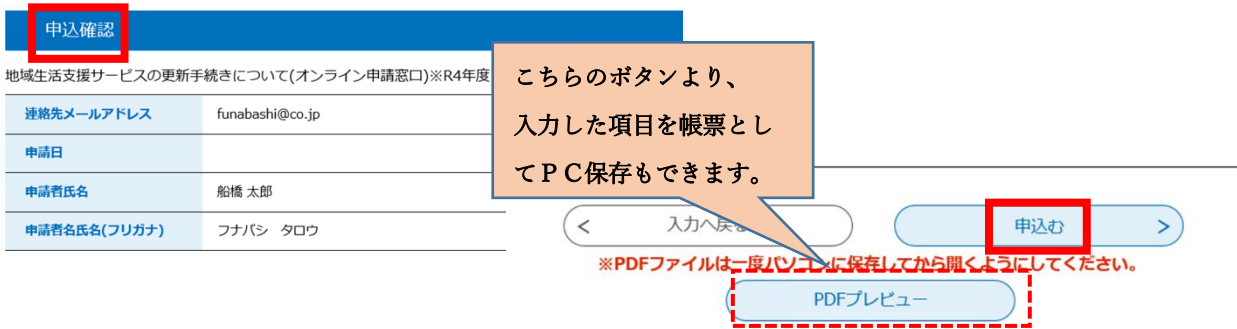 申込確認
地域生活支援サービスの更新手続きについて(オンライン申請窓口)※R4年度
連絡先メールアドレス funabashi@co.jp
申請日
申請者氏名 船橋 太郎
申請者名氏名(フリガナ) フナバシ タロウ
こちらのボタンより、
入力した項目を帳票とし
てPC保存もできます。
< 入力へ戻
申込む >
※PDFファイルは一度パソコンに保存してから開くようにしてください。
PDFプレビュー